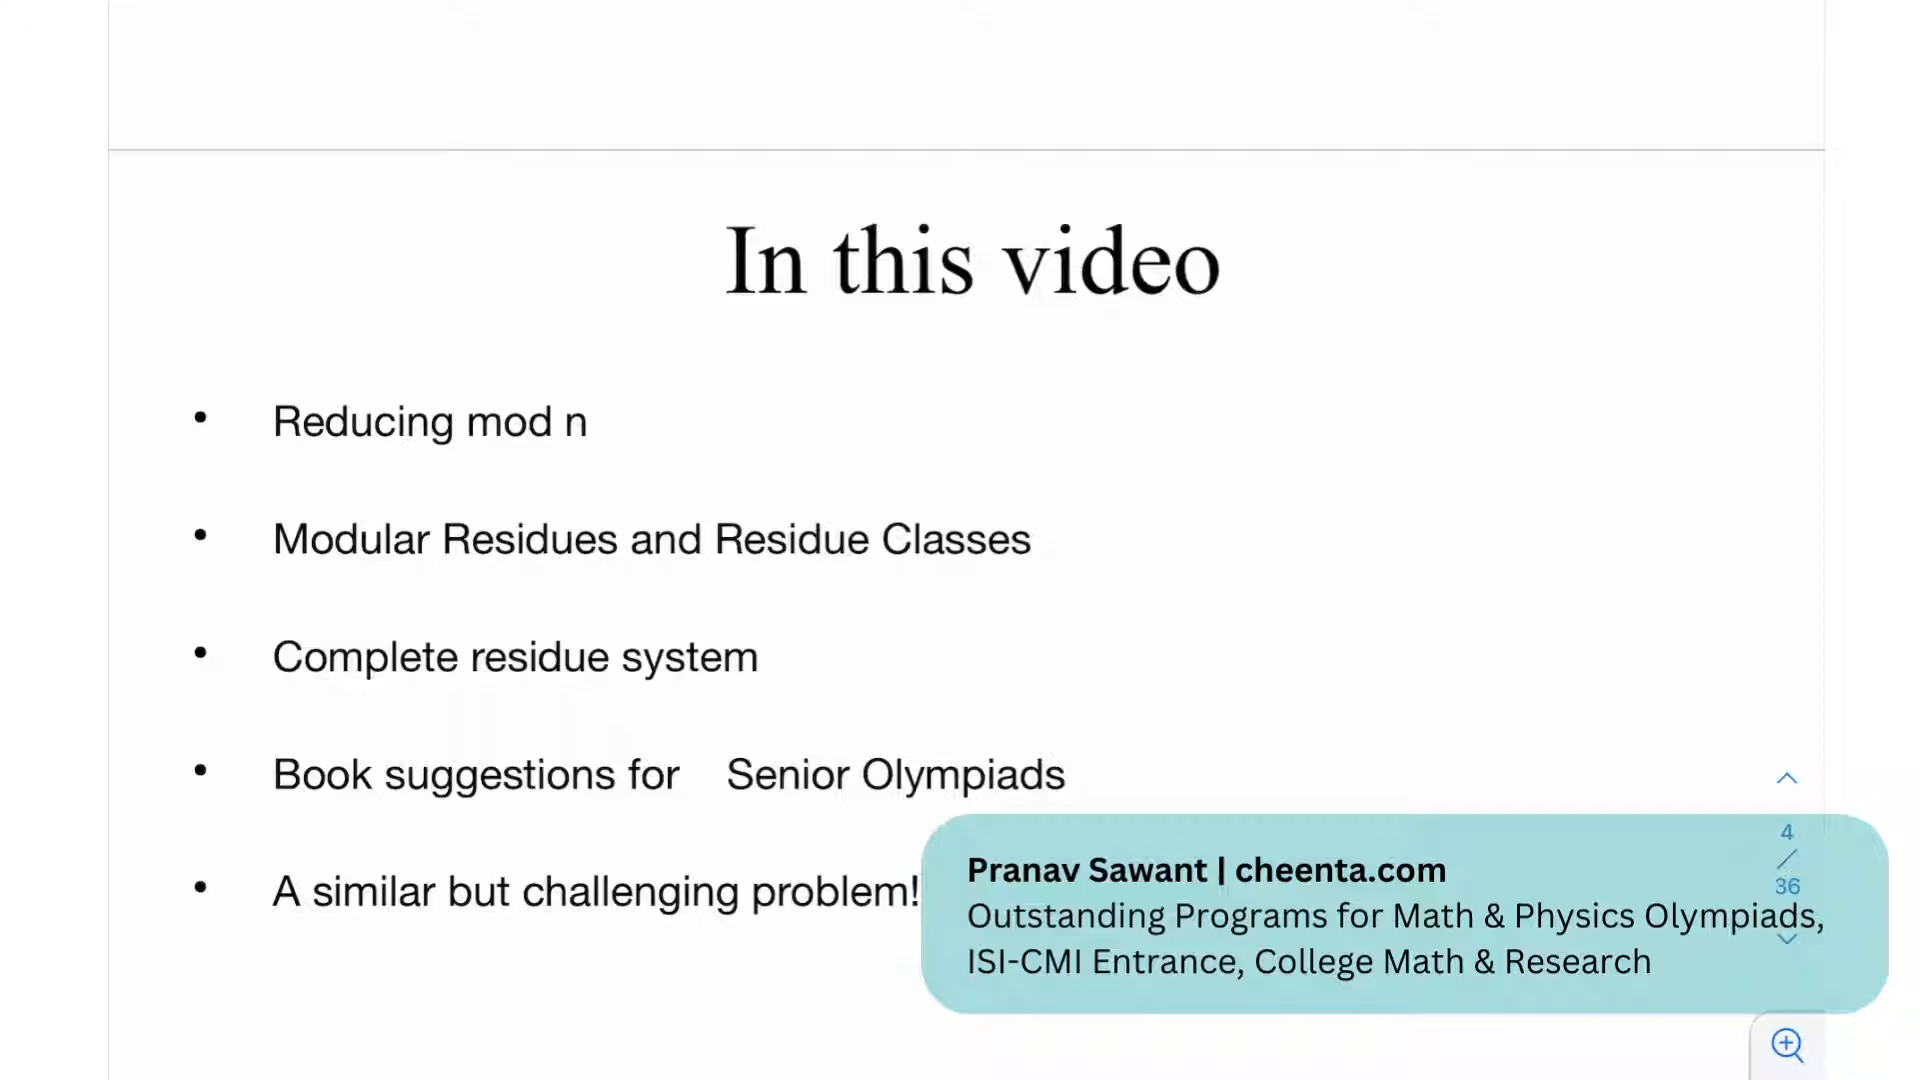 In this video
• Reducing mod n
• Modular Residues and Residue Classes
• Complete residue system
• Book suggestions for Senior Olympiads
• A similar but challenging problem!
Pranav Sawant | cheenta.com
Outstanding Programs for Math & Physics Olympiads,
ISI-CMI Entrance, College Math & Research
4
/
36